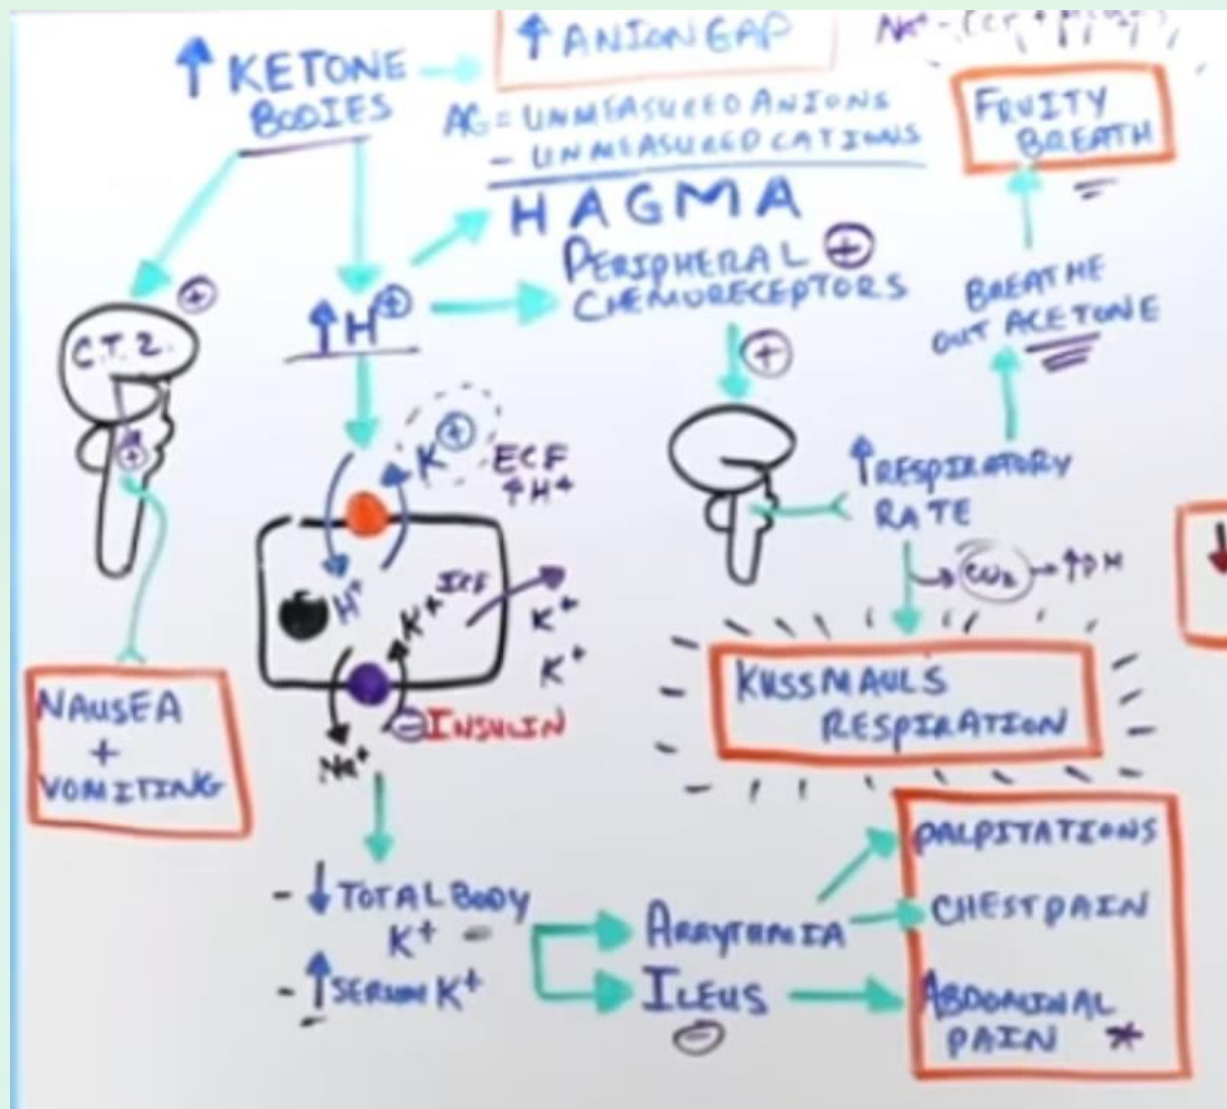 ↑ ANION GAP
↑ KETONE
BODIES
AG = UNMEASURED ANIONS
- UNMEASURED CATIONS
FRUITY
BREATH
HAGMA
PERIPHERAL ⊕
CHEMORECEPTORS
BREATHE
OUT ACETONE
⊕
C.T.Z.
⊕
↑H⊕
⊕
K⊕
ECF
↑H+
↑RESPIRATORY
RATE
CO2 → ↑pH
H+
K+
ICF
K+
K+
KUSSMAUL'S
RESPIRATION
NAUSEA
+
VOMITING
⊖INSULIN
Na+
- ↓ TOTAL BODY
K+
- ↑ SERUM K+
ARRYTHMIA
ILEUS
PALPITATIONS
CHEST PAIN
ABDOMINAL
PAIN *